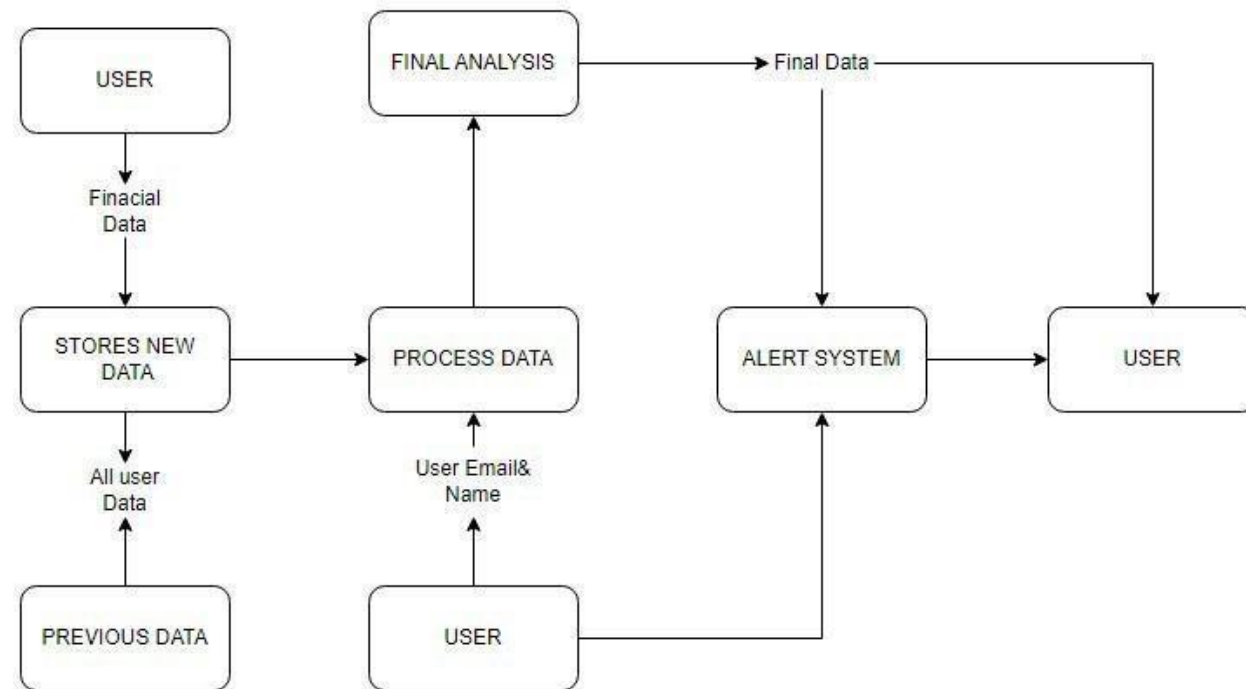 USER
FINAL ANALYSIS
Final Data
Finacial
Data
STORES NEW
DATA
PROCESS DATA
ALERT SYSTEM
USER
All user
Data
User Email&
Name
PREVIOUS DATA
USER